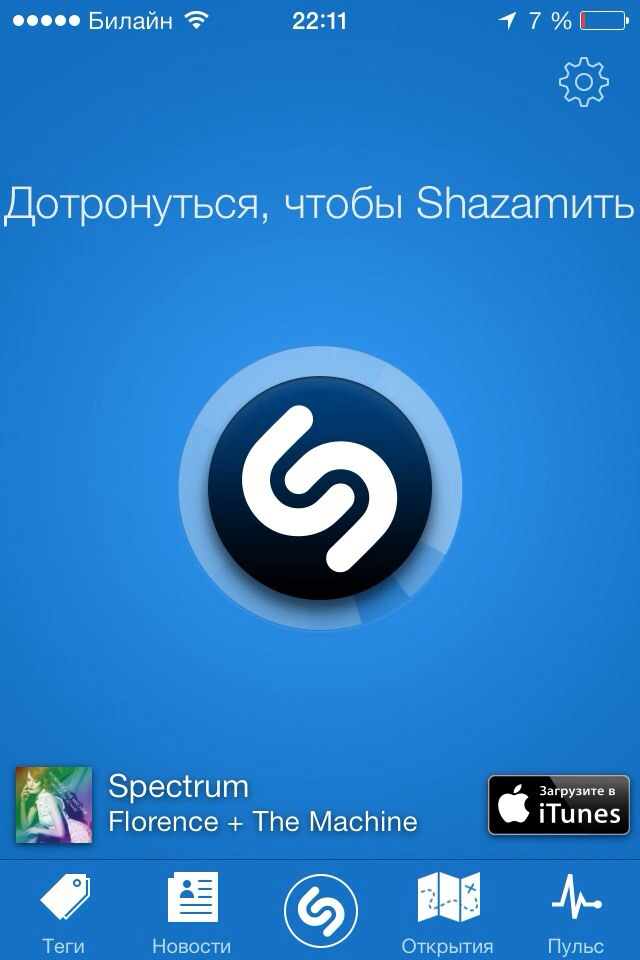 Билайн 22:11 7 %
Дотронуться, чтобы Shazamить
Spectrum
Florence + The Machine
Загрузите в
iTunes
Теги Новости Открытия Пульс